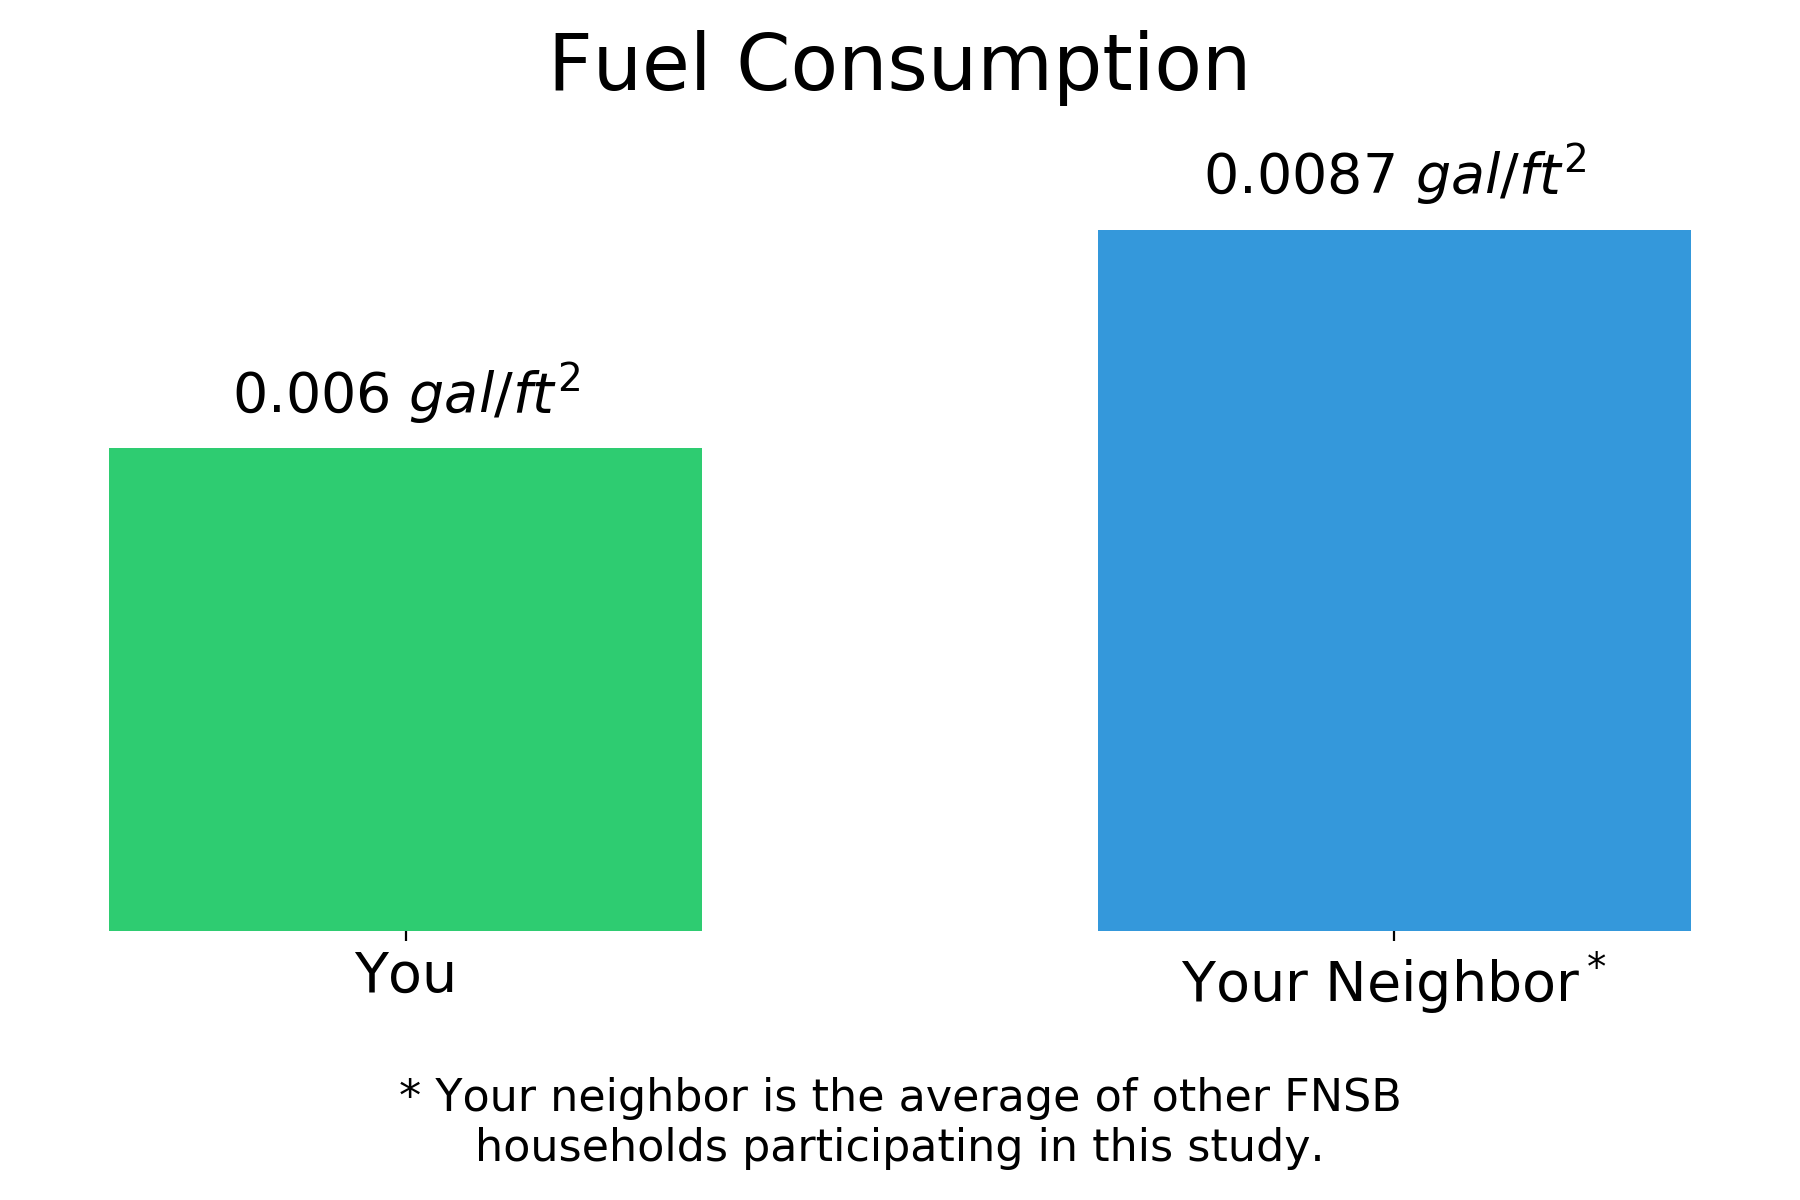 Fuel Consumption
0.0087 gal/ft²
0.006 gal/ft²
You
Your Neighbor*
* Your neighbor is the average of other FNSB
households participating in this study.